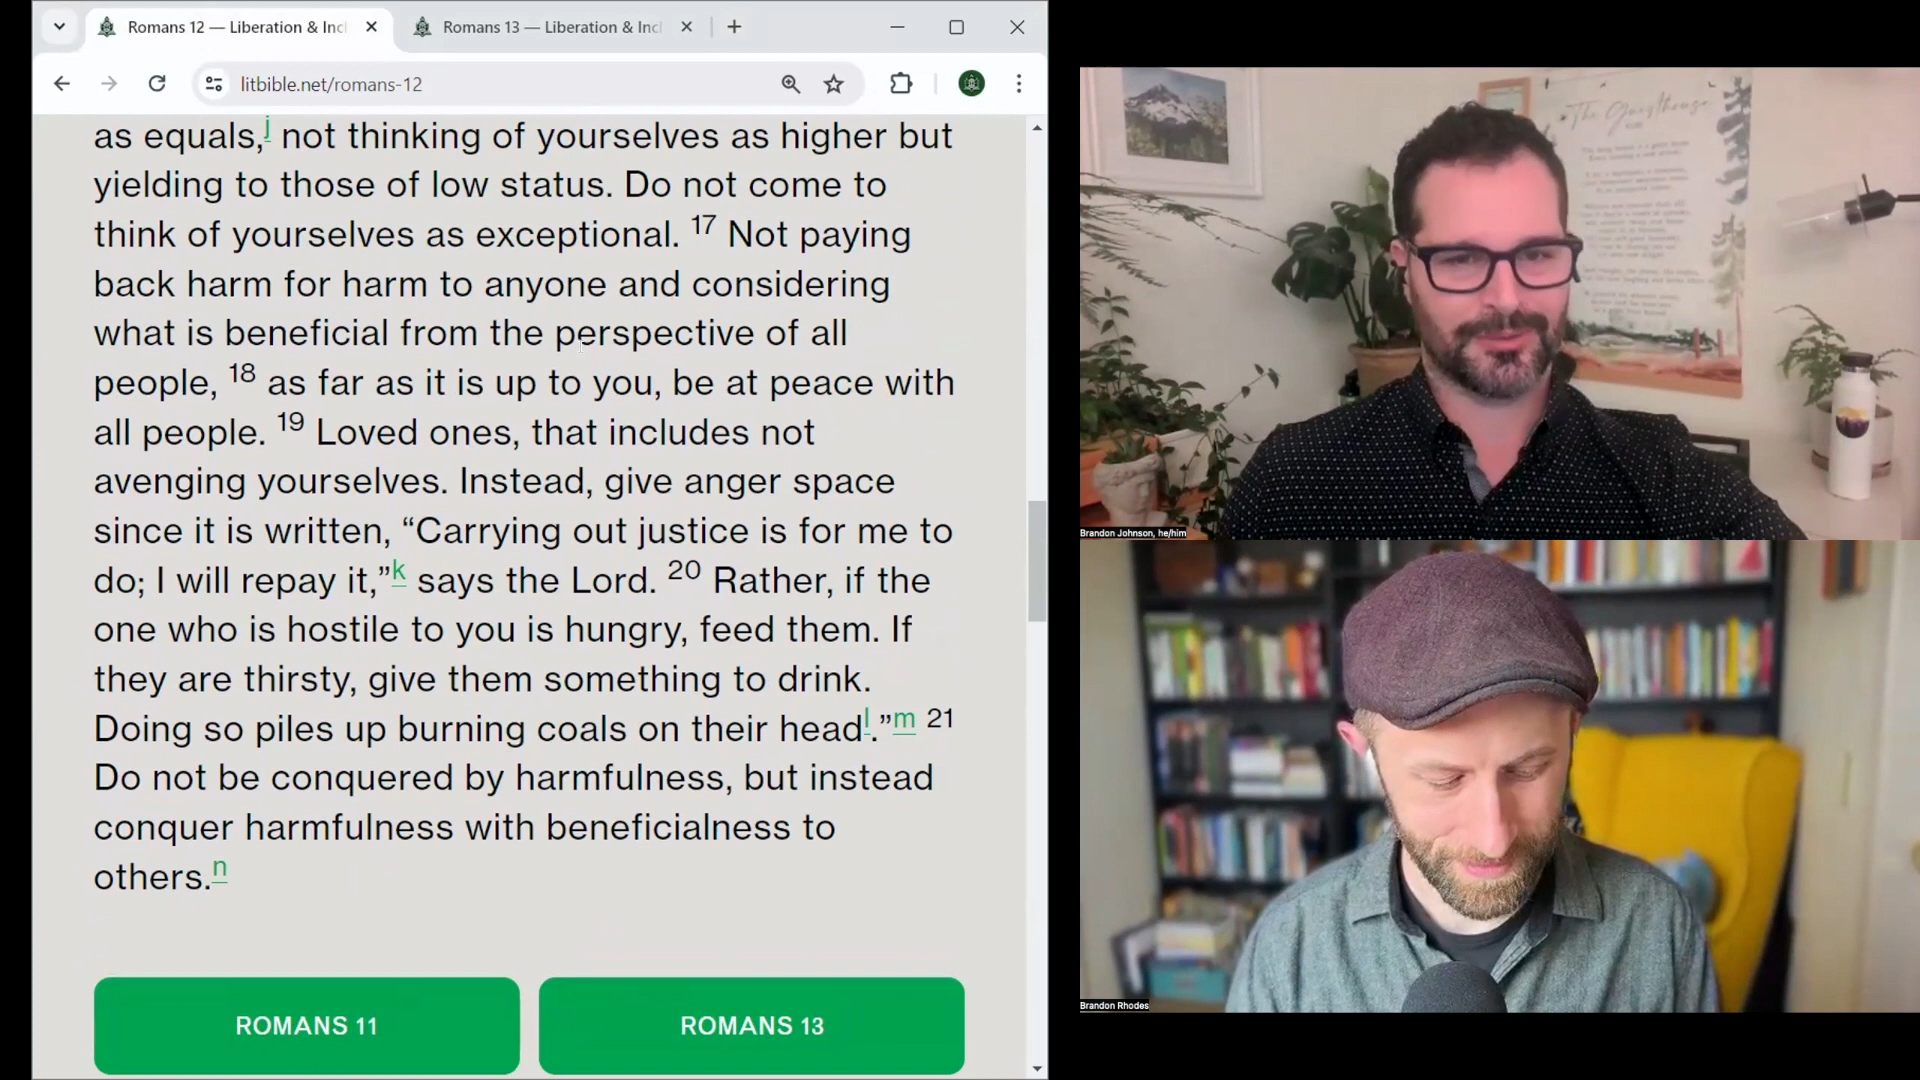 Romans 12 — Liberation & Incl
Romans 13 — Liberation & Incl
litbible.net/romans-12
as equals,j not thinking of yourselves as higher but
yielding to those of low status. Do not come to
think of yourselves as exceptional. 17 Not paying
back harm for harm to anyone and considering
what is beneficial from the perspective of all
people, 18 as far as it is up to you, be at peace with
all people. 19 Loved ones, that includes not
avenging yourselves. Instead, give anger space
since it is written, “Carrying out justice is for me to
do; I will repay it,”k says the Lord. 20 Rather, if the
one who is hostile to you is hungry, feed them. If
they are thirsty, give them something to drink.
Doing so piles up burning coals on their headl.”m 21
Do not be conquered by harmfulness, but instead
conquer harmfulness with beneficialness to
others.n
ROMANS 11
ROMANS 13
The Guesthouse
Brandon Johnson, he/him
Brandon Rhodes